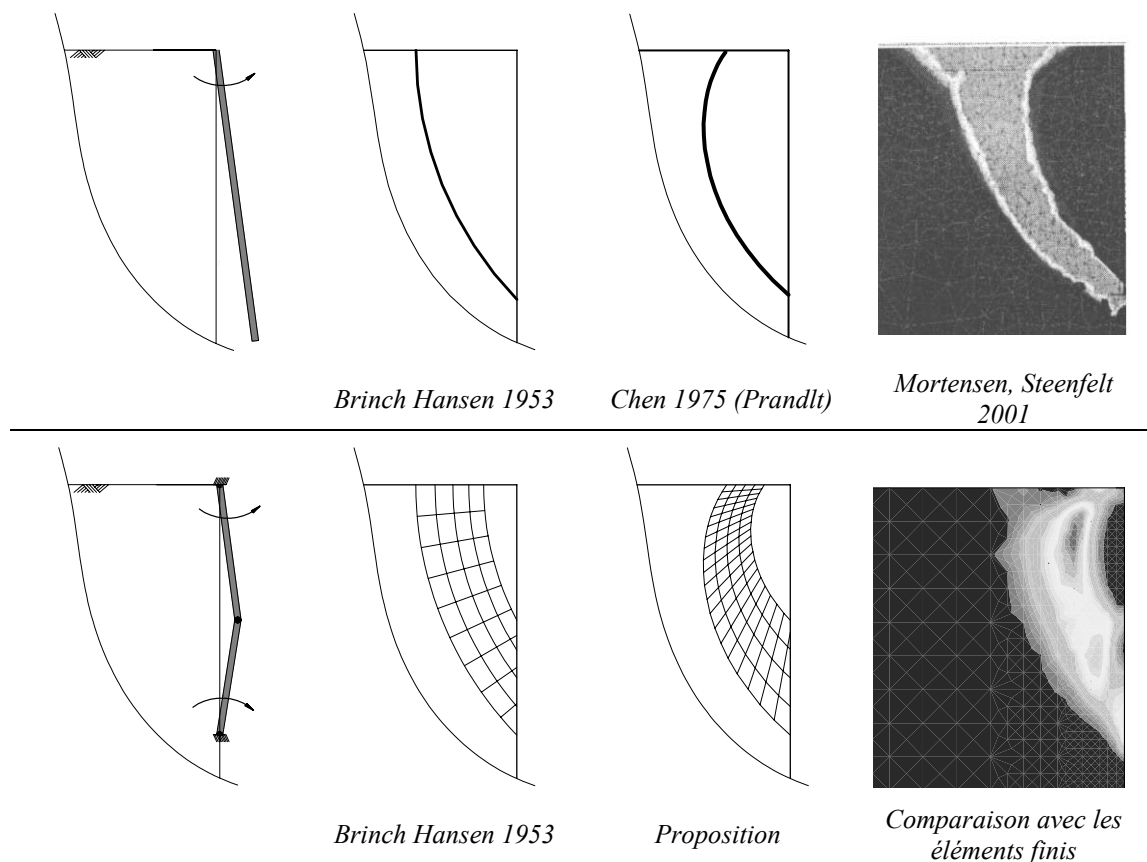 Brinch Hansen 1953
Chen 1975 (Prandlt)
Mortensen, Steenfelt
2001
Brinch Hansen 1953
Proposition
Comparaison avec les
éléments finis